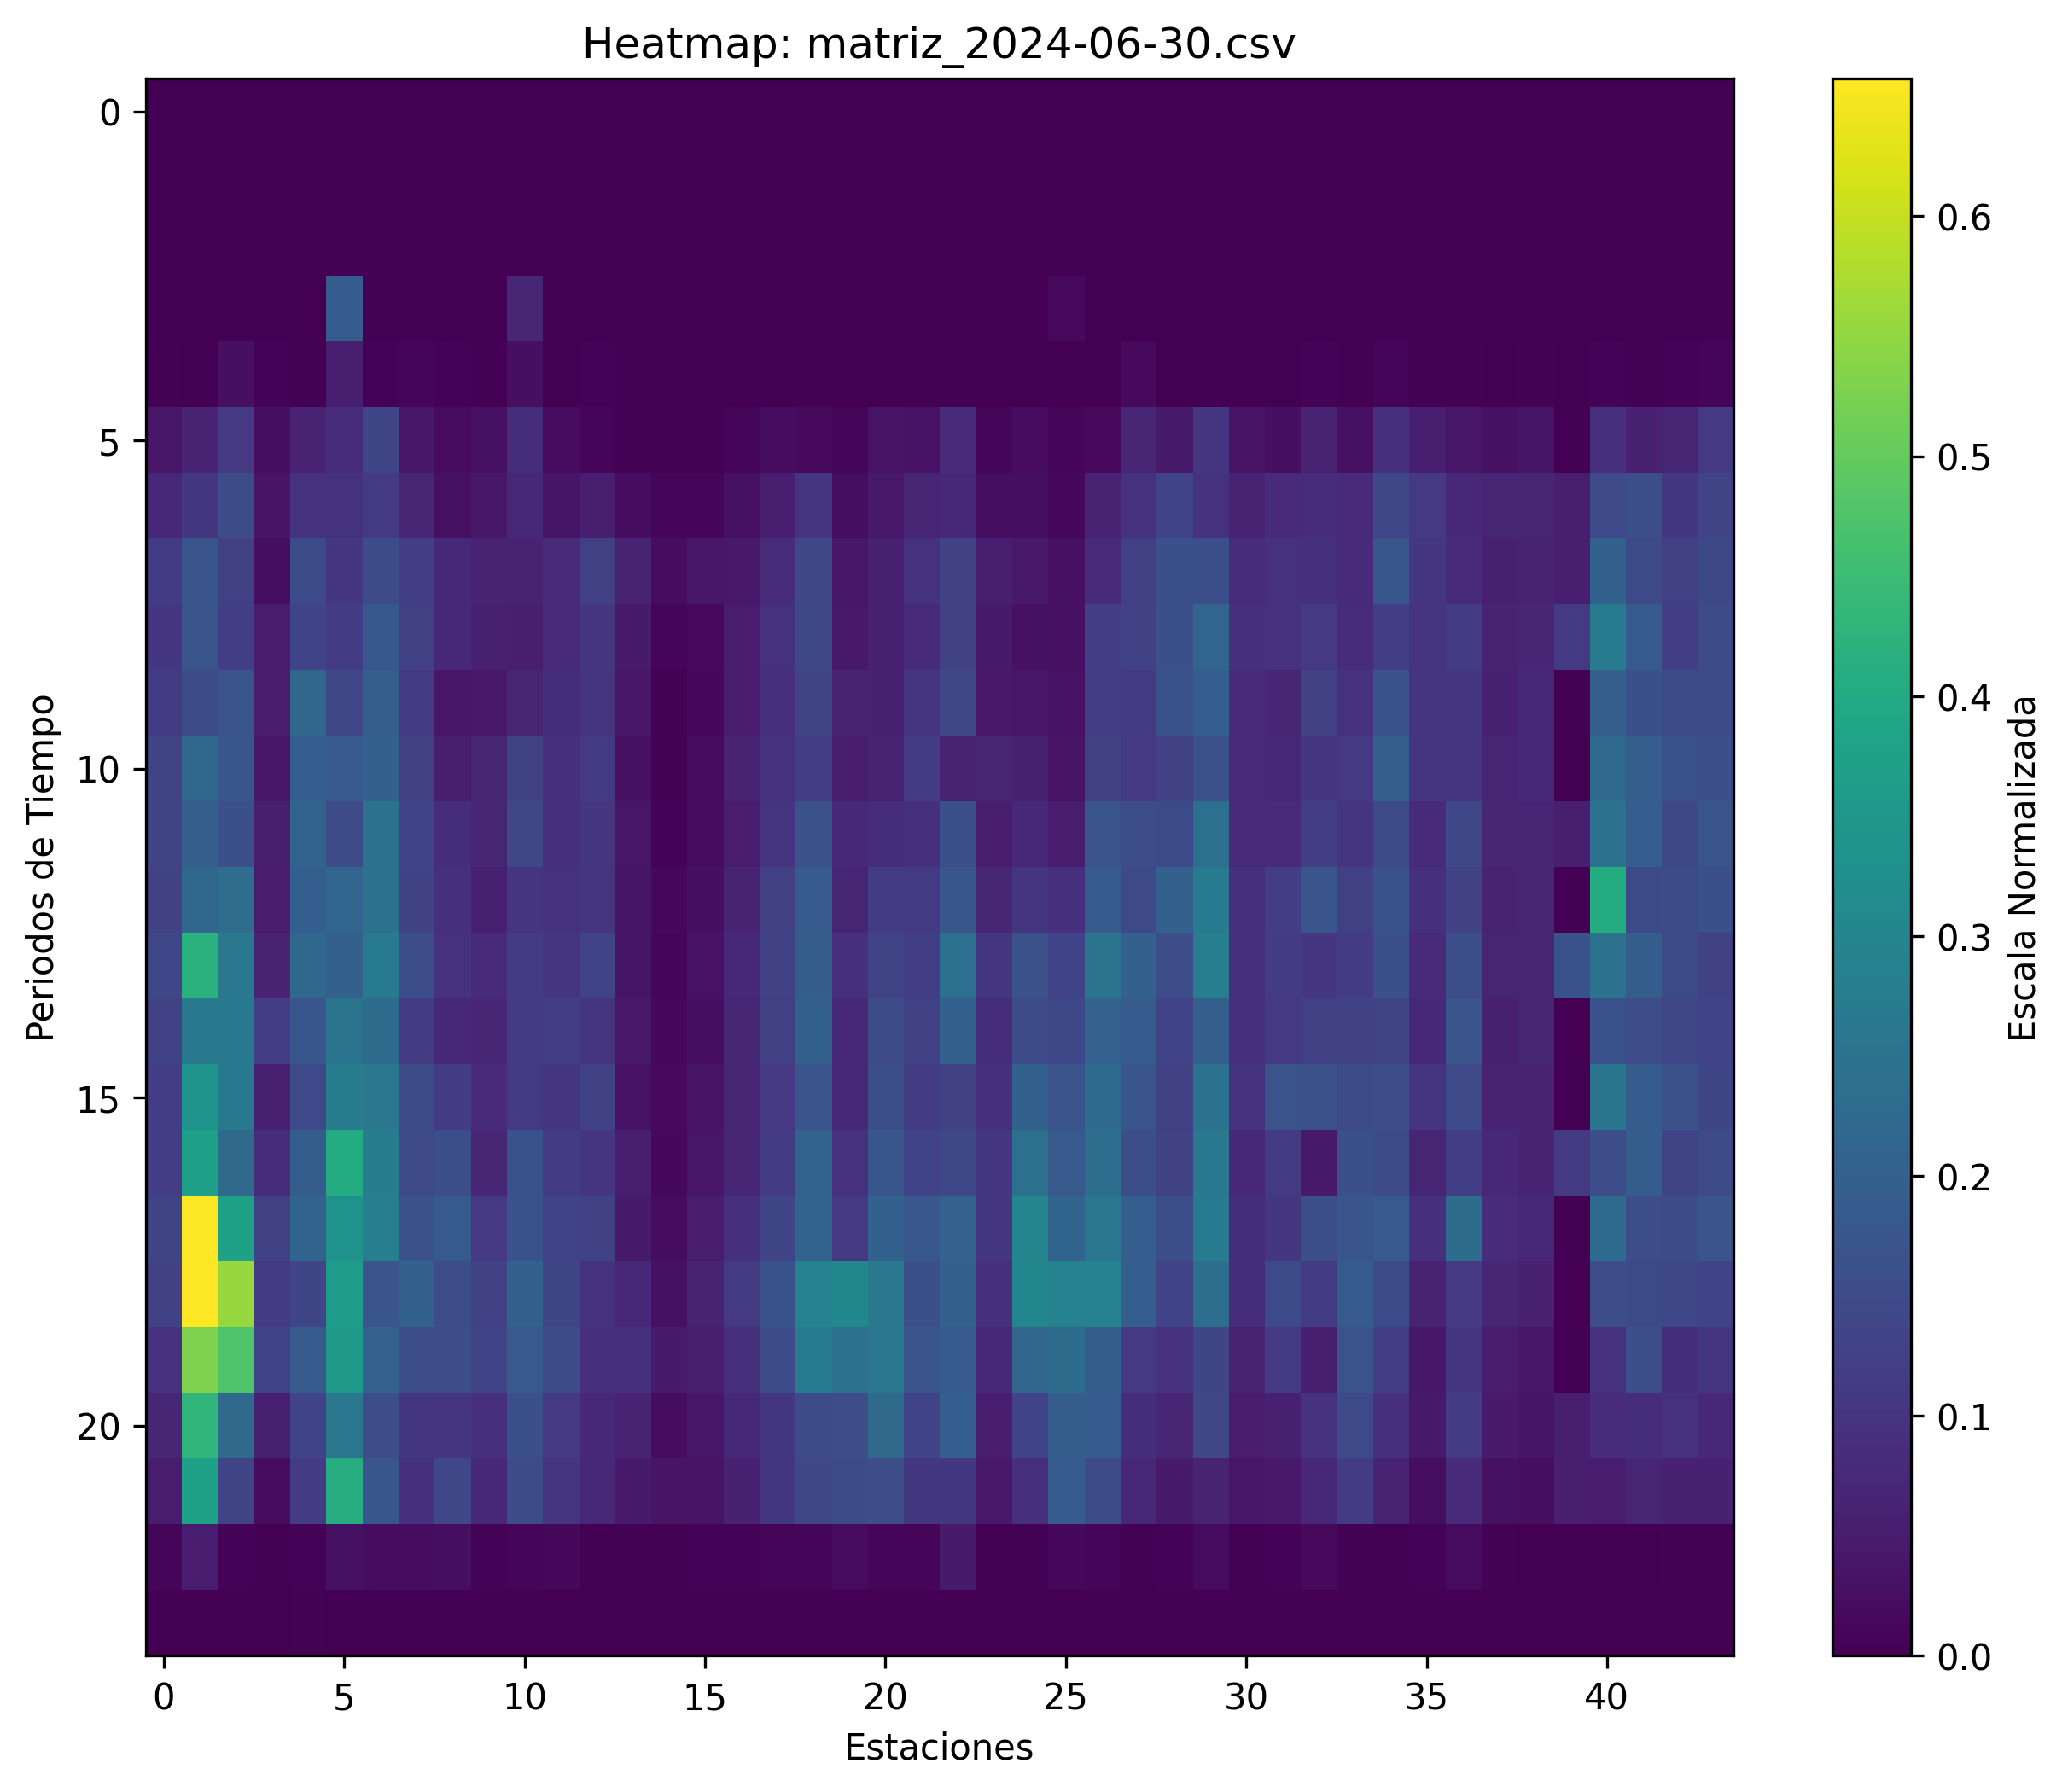 Heatmap: matriz_2024-06-30.csv
0
5
10
15
20
Periodos de Tiempo
0 5 10 15 20 25 30 35 40
Estaciones
0.6
0.5
0.4
0.3
0.2
0.1
0.0
Escala Normalizada